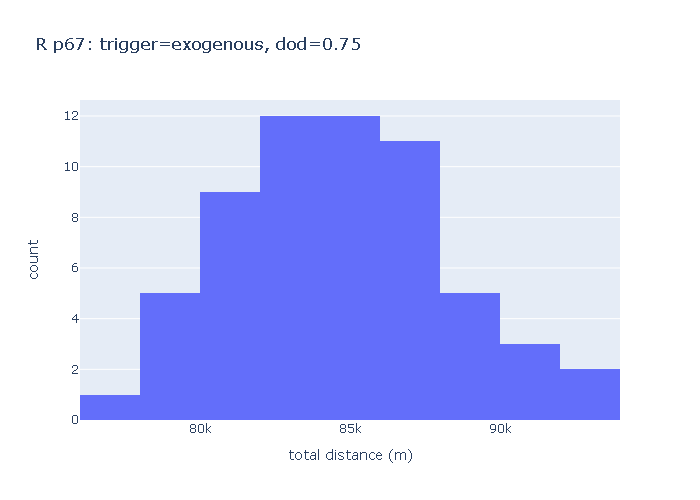 R p67: trigger=exogenous, dod=0.75
12
10
8
6
4
2
0
count
80k
85k
90k
total distance (m)